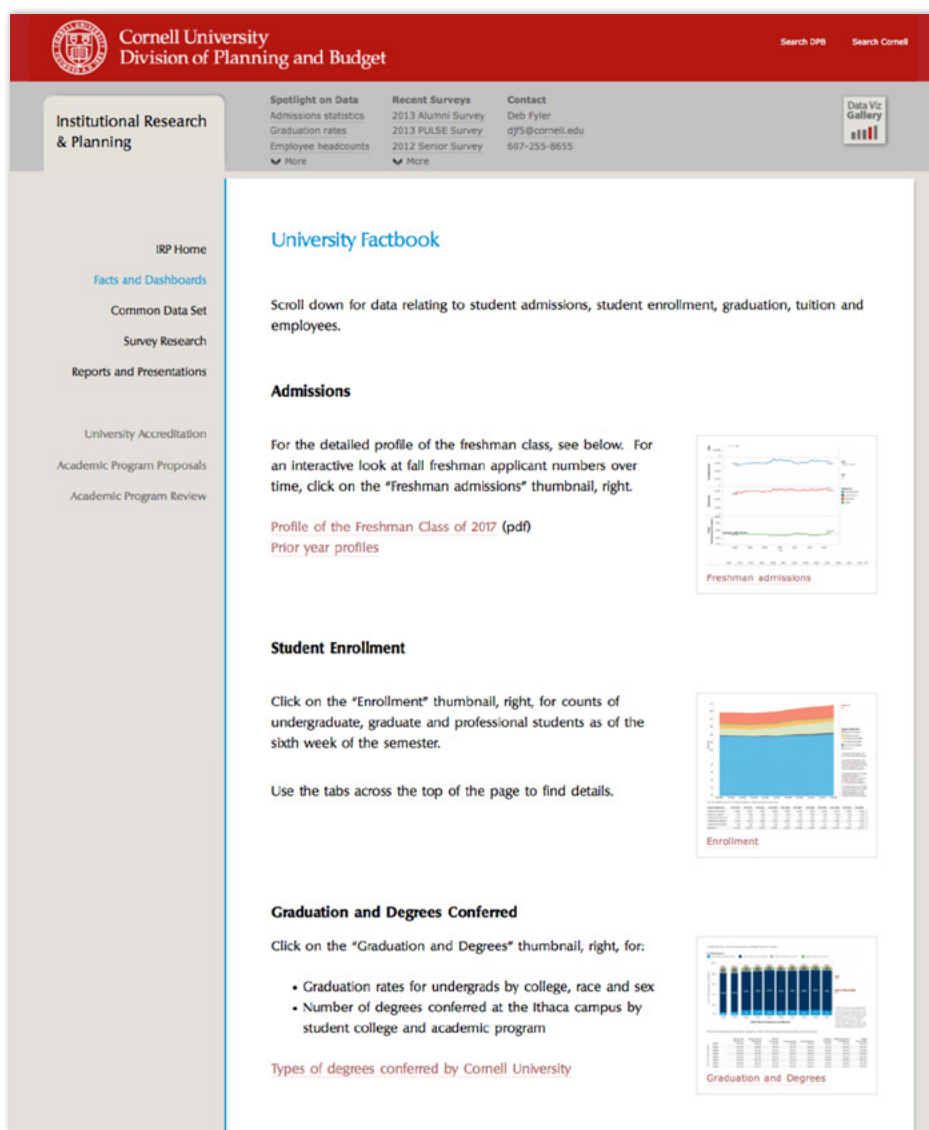 Cornell University
Division of Planning and Budget
Search DPB
Search Cornell
Institutional Research
& Planning
Spotlight on Data
Admissions statistics
Graduation rates
Employee headcounts
More
Recent Surveys
2013 Alumni Survey
2013 PULSE Survey
2012 Senior Survey
More
Contact
Deb Fyler
djf5@cornell.edu
607-255-8655
Data Viz
Gallery
IRP Home
Facts and Dashboards
Common Data Set
Survey Research
Reports and Presentations
University Accreditation
Academic Program Proposals
Academic Program Review
University Factbook
Scroll down for data relating to student admissions, student enrollment, graduation, tuition and
employees.
Admissions
For the detailed profile of the freshman class, see below. For
an interactive look at fall freshman applicant numbers over
time, click on the "Freshman admissions" thumbnail, right.
Profile of the Freshman Class of 2017 (pdf)
Prior year profiles
Freshman admissions
Student Enrollment
Click on the "Enrollment" thumbnail, right, for counts of
undergraduate, graduate and professional students as of the
sixth week of the semester.
Use the tabs across the top of the page to find details.
Enrollment
Graduation and Degrees Conferred
Click on the "Graduation and Degrees" thumbnail, right, for:
• Graduation rates for undergrads by college, race and sex
• Number of degrees conferred at the Ithaca campus by
student college and academic program
Types of degrees conferred by Cornell University
Graduation and Degrees